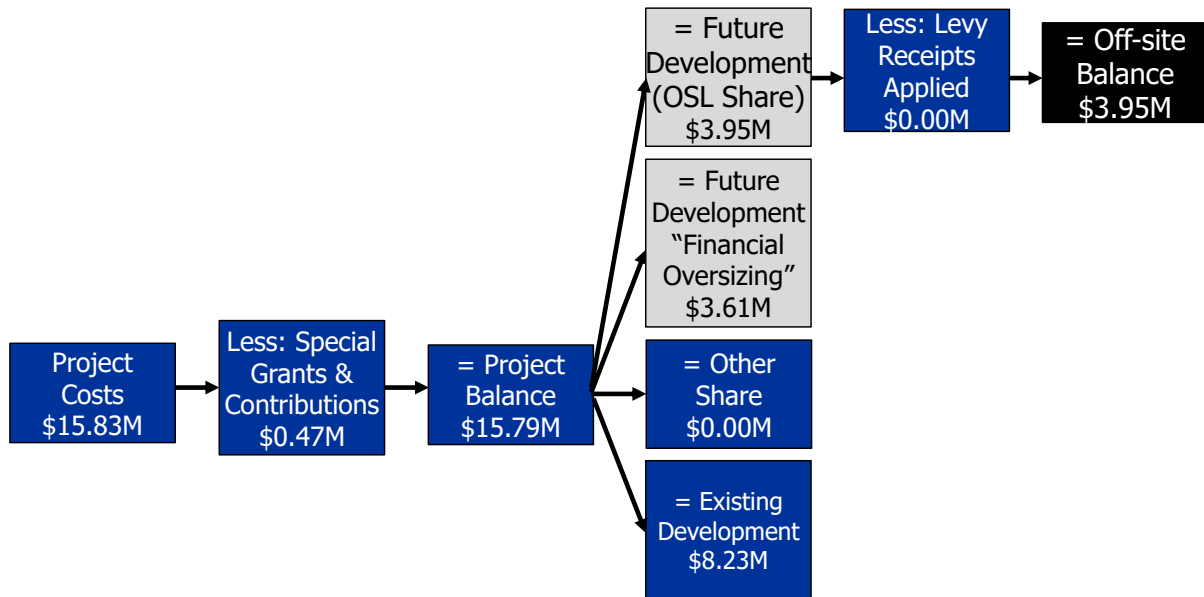 Project
Costs
$15.83M
Less: Special
Grants &
Contributions
$0.47M
= Project
Balance
$15.79M
= Future
Development
(OSL Share)
$3.95M
Less: Levy
Receipts
Applied
$0.00M
= Off-site
Balance
$3.95M
= Future
Development
“Financial
Oversizing”
$3.61M
= Other
Share
$0.00M
= Existing
Development
$8.23M